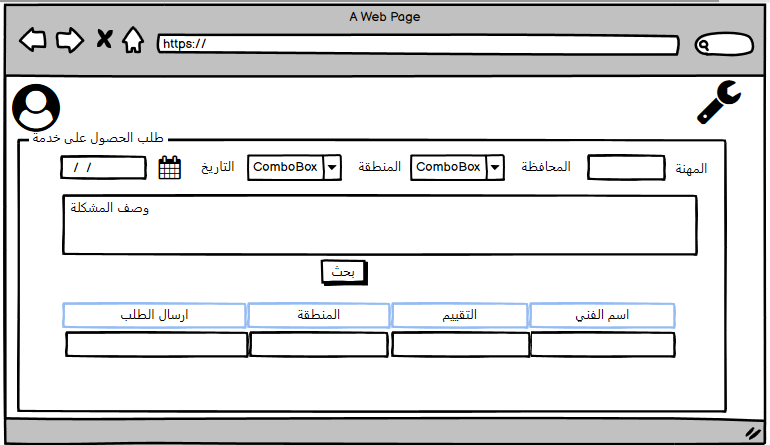 A Web Page
https://
طلب الحصول على خدمة
المهنة
المحافظة
ComboBox
المنطقة
ComboBox
التاريخ
/ /
وصف المشكلة
بحث
اسم الفني
التقييم
المنطقة
ارسال الطلب